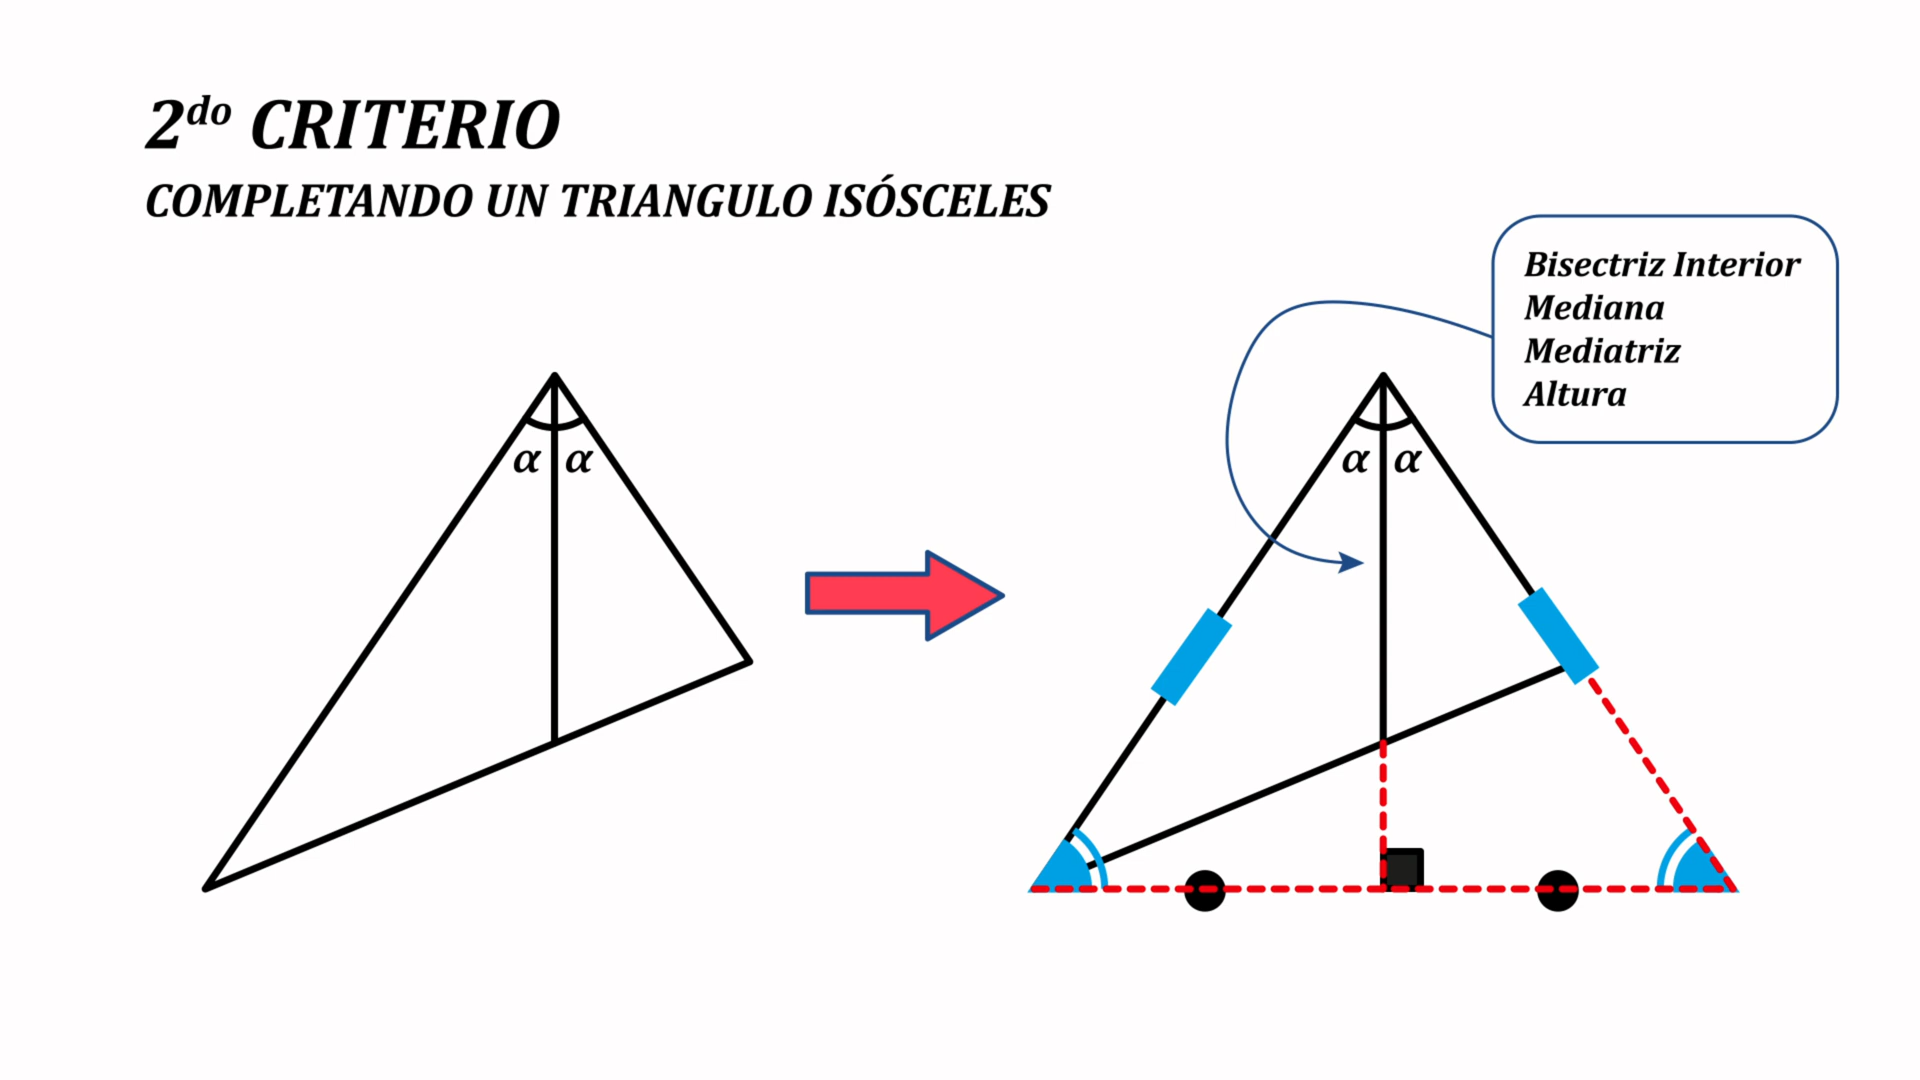 2do CRITERIO
COMPLETANDO UN TRIANGULO ISÓSCELES
Bisectriz Interior
Mediana
Mediatriz
Altura
α α
α α